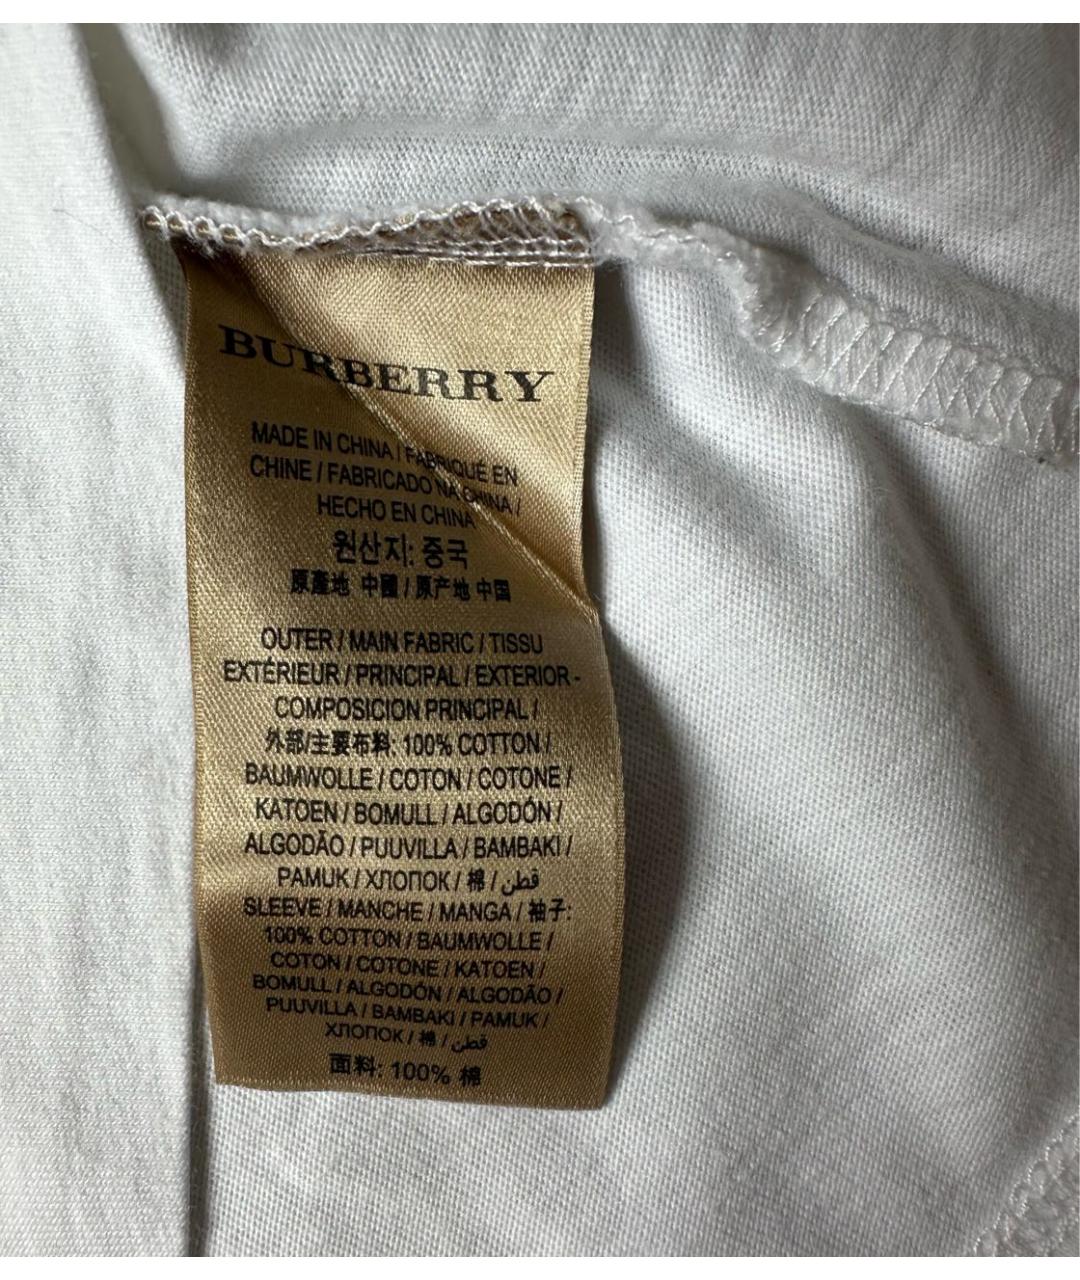 BURBERRY
MADE IN CHINA / FABRIQUÉ EN
CHINE / FABRICADO NA CHINA /
HECHO EN CHINA
원산지: 중국
原產地 中國 / 原产地 中国
OUTER / MAIN FABRIC / TISSU
EXTÉRIEUR / PRINCIPAL / EXTERIOR -
COMPOSICION PRINCIPAL /
外部/主要布料: 100% COTTON /
BAUMWOLLE / COTON / COTONE /
KATOEN / BOMULL / ALGODÓN /
ALGODÃO / PUUVILLA / BAMBAKI /
PAMUK / ХЛОПОК / 棉 / قطن
SLEEVE / MANCHE / MANGA / 袖子:
100% COTTON / BAUMWOLLE /
COTON / COTONE / KATOEN /
BOMULL / ALGODÓN / ALGODÃO /
PUUVILLA / BAMBAKI / PAMUK /
ХЛОПОК / 棉 / قطن
面料: 100% 棉